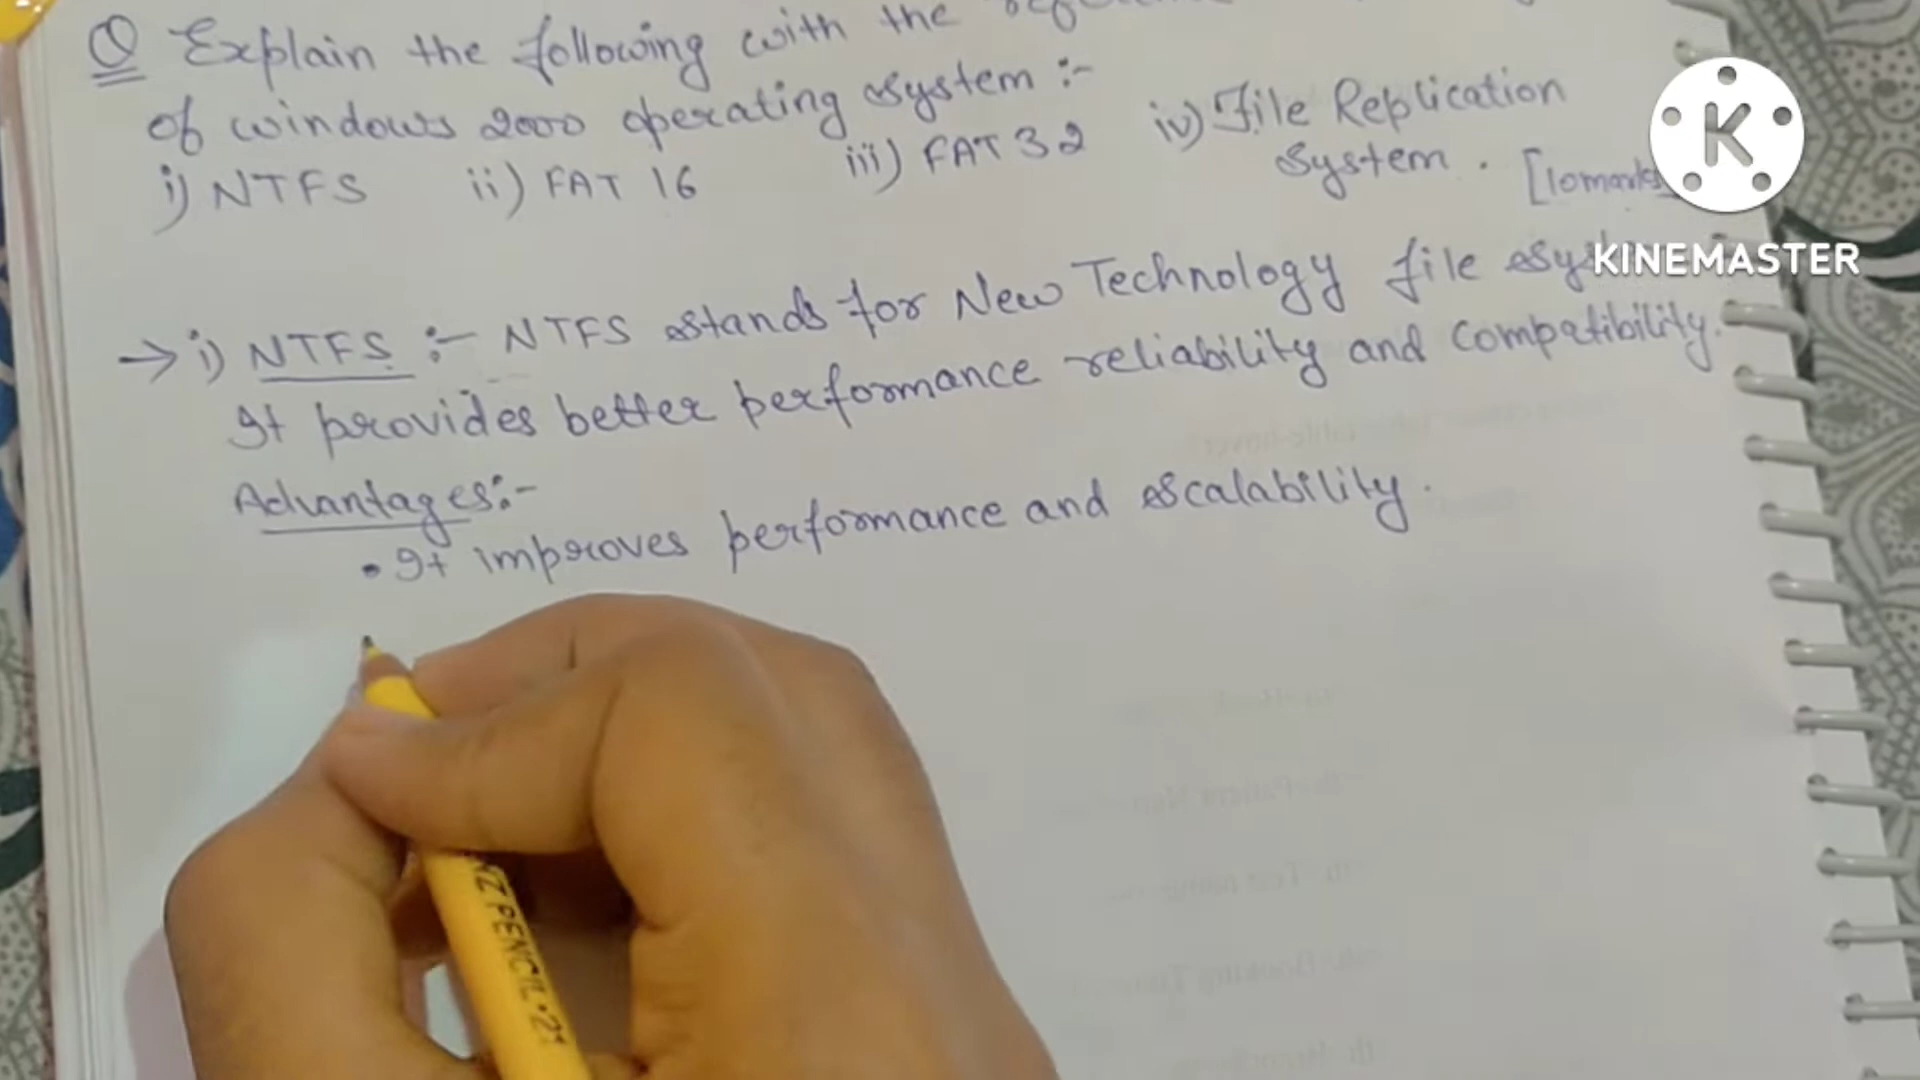 Q Explain the following with the
of windows 2000 operating system :-
i) NTFS ii) FAT 16 iii) FAT 32 iv) File Replication
system. [10marks
→ i) NTFS :- NTFS stands for New Technology file
It provides better performance reliability and compatibility.
Advantages:-
• It improves performance and scalability.
K
KINEMASTER
PENCIL • 21